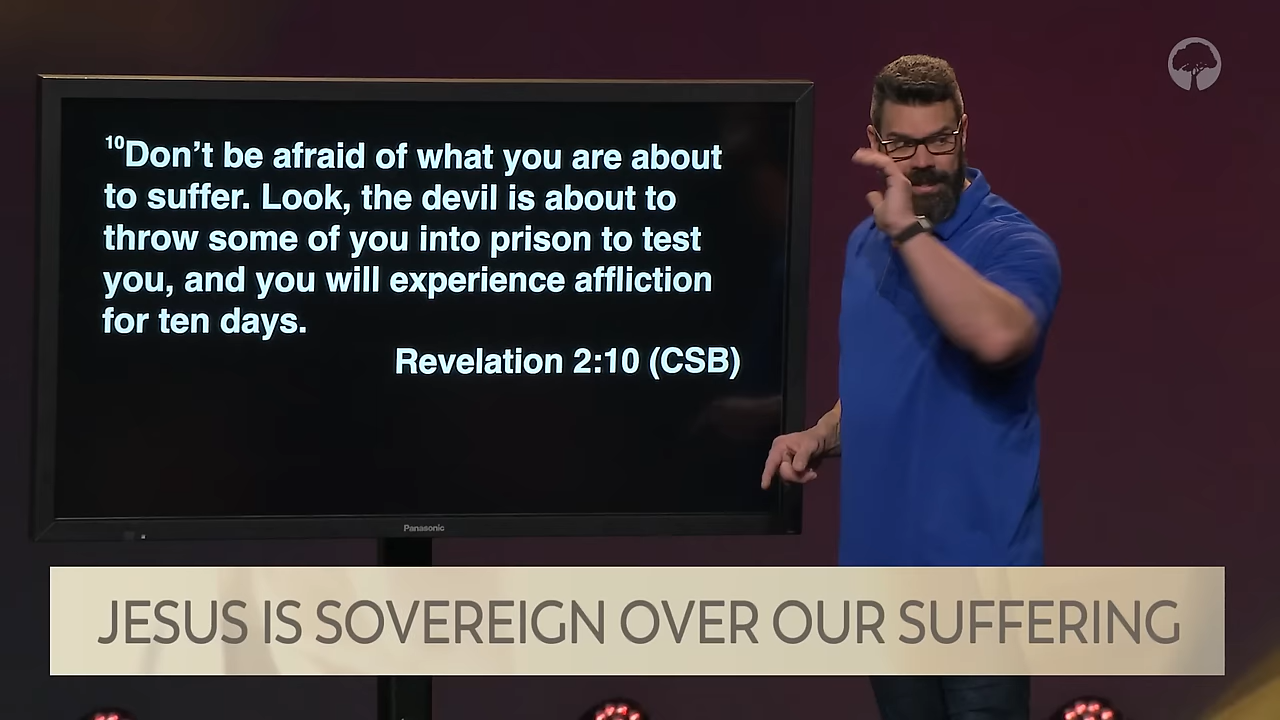 ¹⁰Don't be afraid of what you are about
to suffer. Look, the devil is about to
throw some of you into prison to test
you, and you will experience affliction
for ten days.
Revelation 2:10 (CSB)
Panasonic
JESUS IS SOVEREIGN OVER OUR SUFFERING